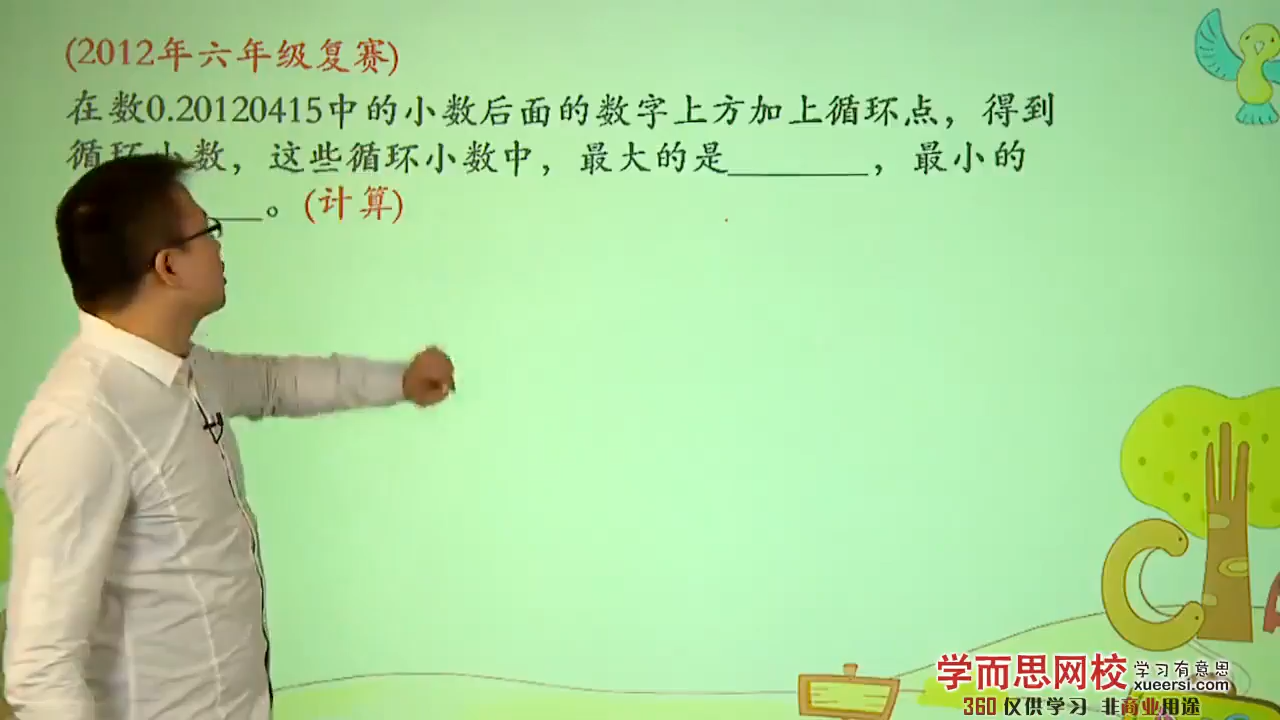 (2012年六年级复赛)
在数0.20120415中的小数后面的数字上方加上循环点，得到
循环小数，这些循环小数中，最大的是________，最小的
____。(计算)
学而思网校 学习有意思
xueersi.com
360 仅供学习 非商业用途